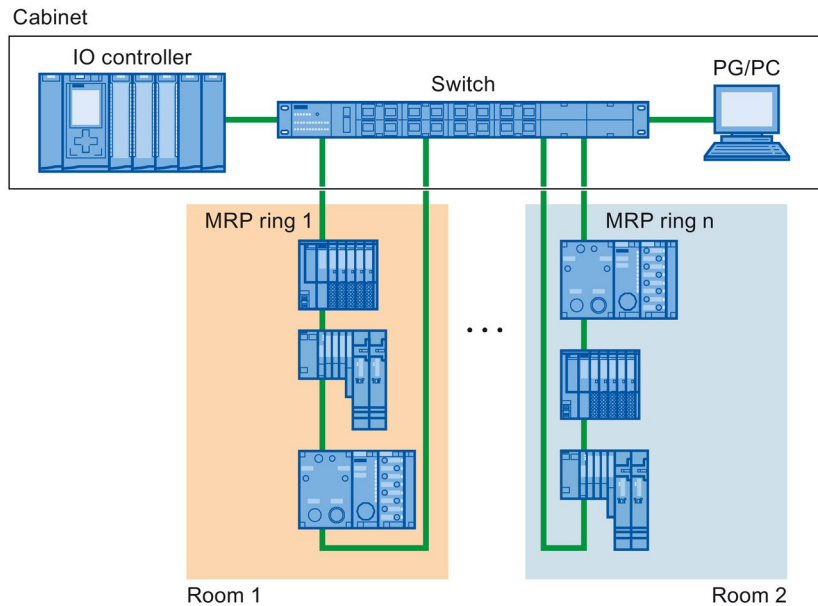 Cabinet
IO controller
Switch
PG/PC
MRP ring 1
MRP ring n
...
Room 1
Room 2